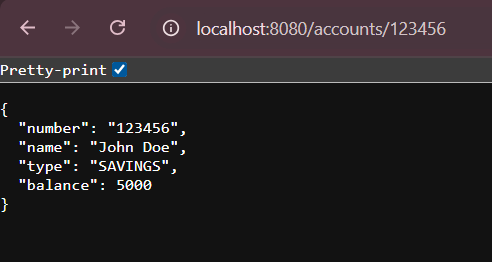 localhost:8080/accounts/123456
Pretty-print
{
  "number": "123456",
  "name": "John Doe",
  "type": "SAVINGS",
  "balance": 5000
}